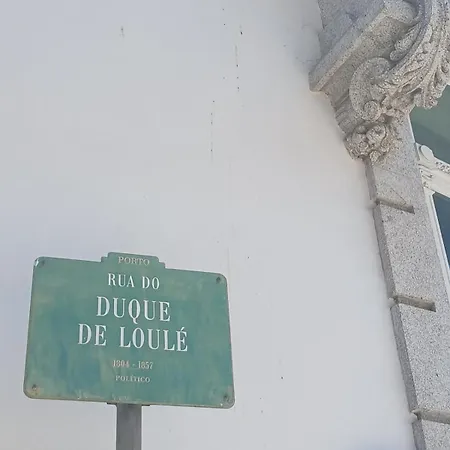 PORTO
RUA DO
DUQUE
DE LOULÉ
1804 - 1857
POLÍTICO